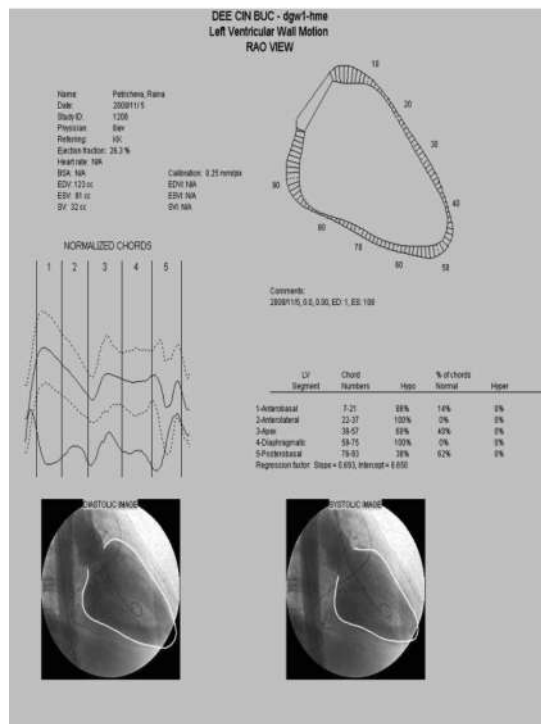 DEE CIN BUC - dgw1-hme
Left Ventricular Wall Motion
RAO VIEW
Name: Petricheva, Raina
Date: 2008/11/ 5
Study ID: 1208
Physician: Iliev
Referring: KK
Ejection fraction: 26.3 %
Heart rate: N/A
BSA: N/A Calibration: 0.25 mm/pix
EDV: 123 cc EDVI: N/A
ESV: 91 cc ESVI: N/A
SV: 32 cc SVI: N/A
10
20
30
40
50
60
70
80
90
NORMALIZED CHORDS
1 2 3 4 5
Comments:
2008/11/5, 0.0, 0.00, ED: 1, ES: 108
LV Chord % of chords
Segment Numbers Hypo Normal Hyper
1-Anterobasal 7-21 86% 14% 0%
2-Anterolateral 22-37 100% 0% 0%
3-Apex 38-57 60% 40% 0%
4-Diaphragmatic 58-75 100% 0% 0%
5-Posterobasal 76-93 38% 62% 0%
Regression factor: Slope = 0.693, Intercept = 8.650
DIASTOLIC IMAGE
SYSTOLIC IMAGE